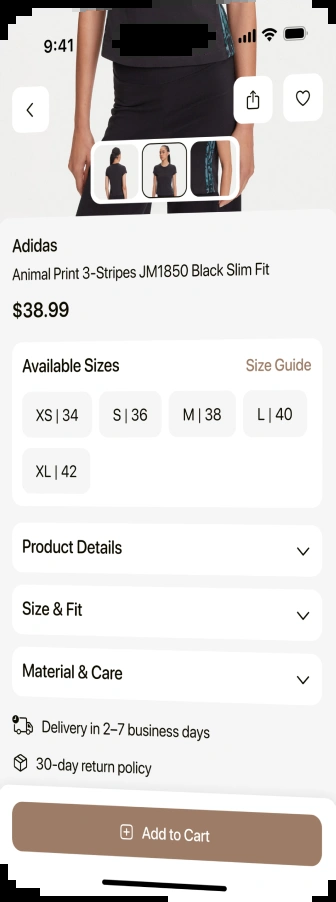 9:41
Adidas
Animal Print 3-Stripes JM1850 Black Slim Fit
$38.99
Available Sizes
Size Guide
XS | 34
S | 36
M | 38
L | 40
XL | 42
Product Details
Size & Fit
Material & Care
Delivery in 2–7 business days
30-day return policy
Add to Cart